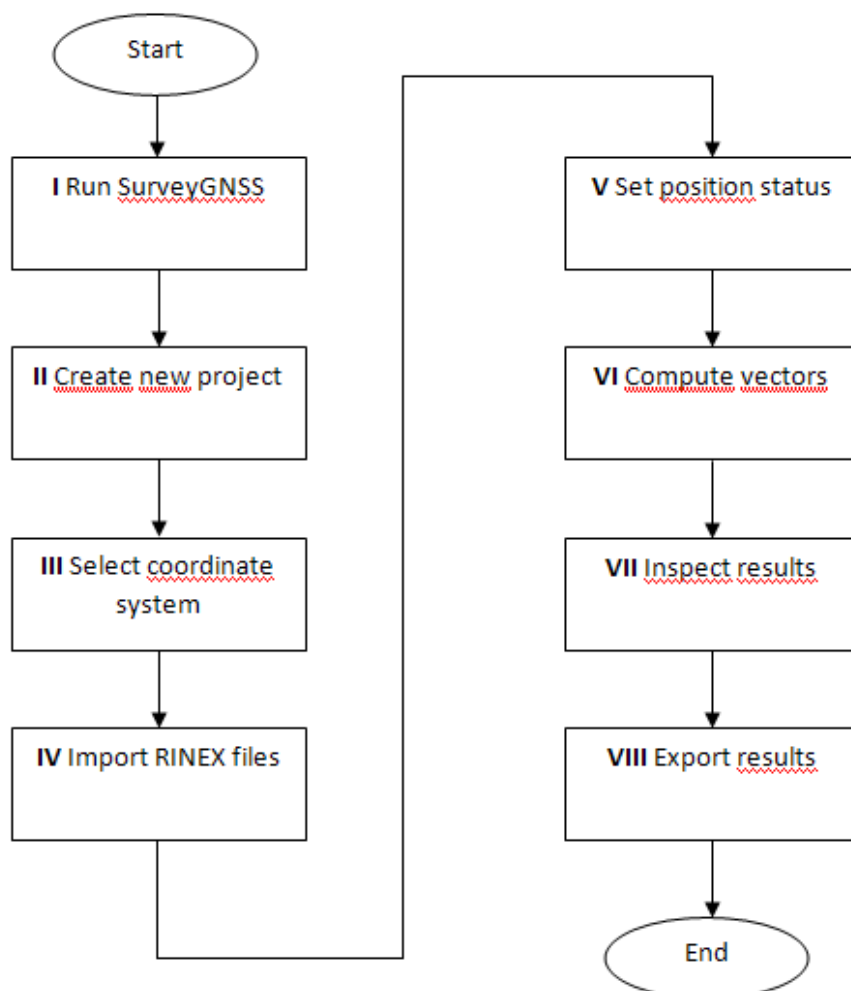 Start
I Run SurveyGNSS
II Create new project
III Select coordinate
system
IV Import RINEX files
V Set position status
VI Compute vectors
VII Inspect results
VIII Export results
End